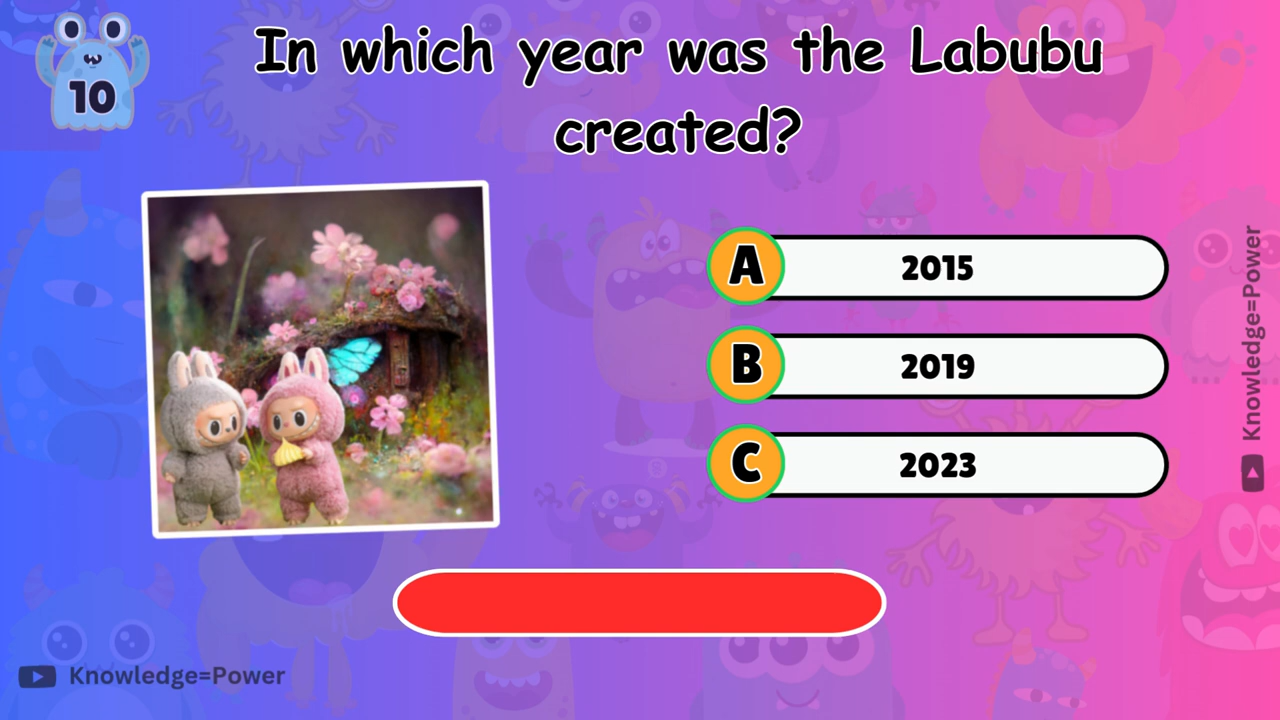 10
In which year was the Labubu
created?
A 2015
B 2019
C 2023
Knowledge=Power
Knowledge=Power